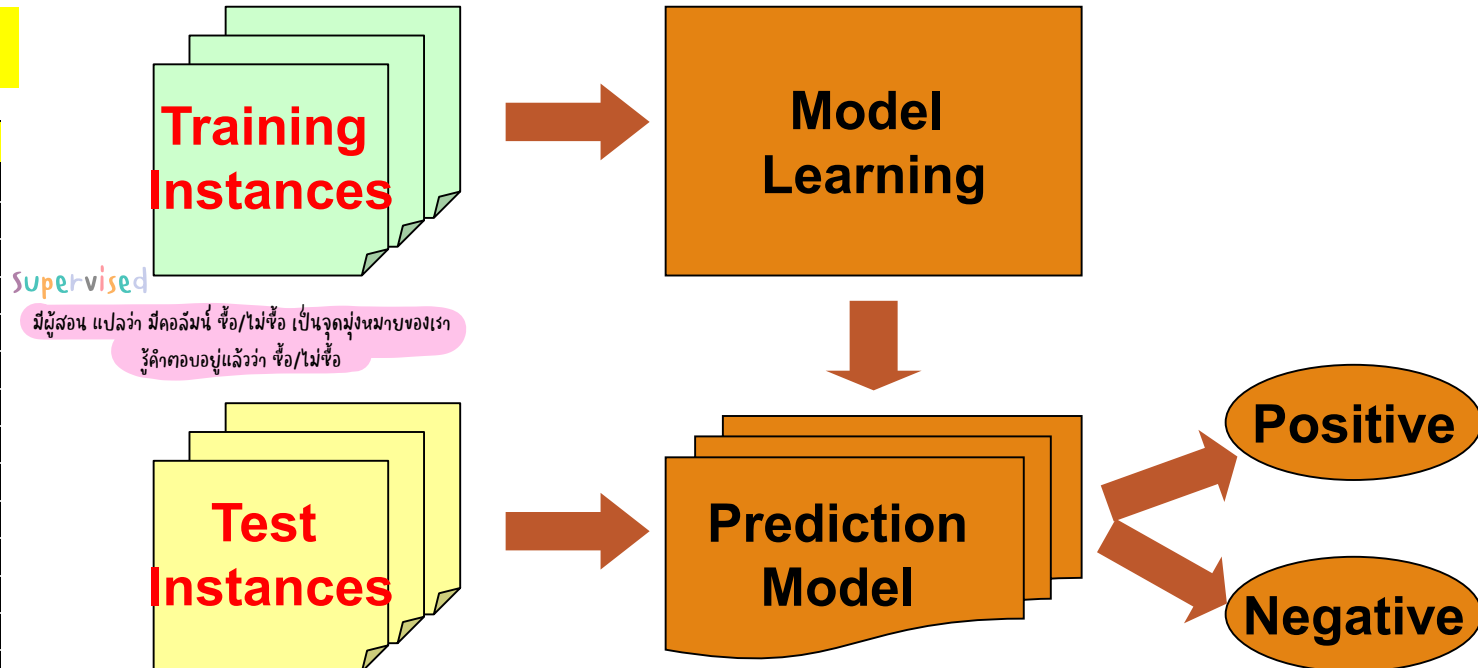 Training
Instances
Model
Learning
Supervised
มีผู้สอน แปลว่า มีคอลัมน์ ซื้อ/ไม่ซื้อ เป็นจุดมุ่งหมายของเรา
รู้คำตอบอยู่แล้วว่า ซื้อ/ไม่ซื้อ
Test
Instances
Prediction
Model
Positive
Negative